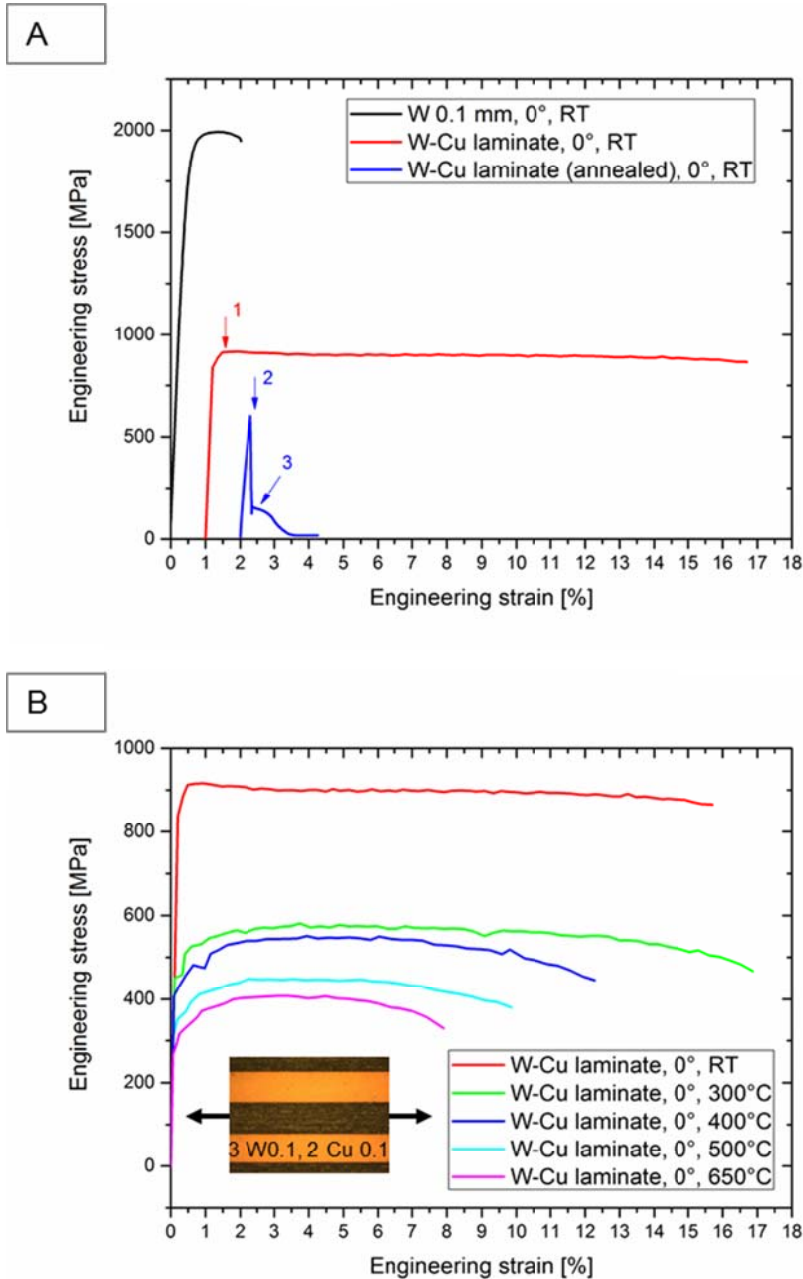 A
W 0.1 mm, 0°, RT
W-Cu laminate, 0°, RT
W-Cu laminate (annealed), 0°, RT
2000
1500
1000
500
0
1
2
3
Engineering stress [MPa]
0 1 2 3 4 5 6 7 8 9 10 11 12 13 14 15 16 17 18
Engineering strain [%]
B
1000
800
600
400
200
0
Engineering stress [MPa]
3 W0.1, 2 Cu 0.1
W-Cu laminate, 0°, RT
W-Cu laminate, 0°, 300°C
W-Cu laminate, 0°, 400°C
W-Cu laminate, 0°, 500°C
W-Cu laminate, 0°, 650°C
0 1 2 3 4 5 6 7 8 9 10 11 12 13 14 15 16 17 18
Engineering strain [%]